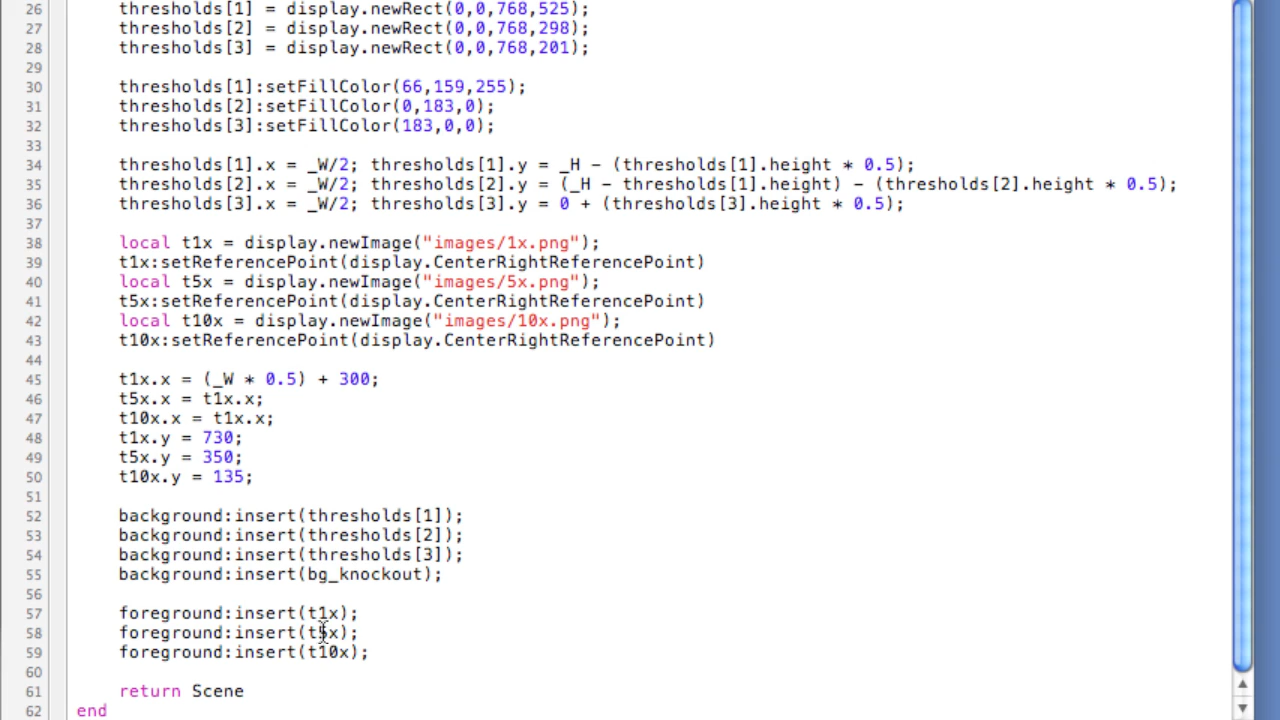 26 thresholds[1] = display.newRect(0,0,768,525);
27 thresholds[2] = display.newRect(0,0,768,298);
28 thresholds[3] = display.newRect(0,0,768,201);
29
30 thresholds[1]:setFillColor(66,159,255);
31 thresholds[2]:setFillColor(0,183,0);
32 thresholds[3]:setFillColor(183,0,0);
33
34 thresholds[1].x = _W/2; thresholds[1].y = _H - (thresholds[1].height * 0.5);
35 thresholds[2].x = _W/2; thresholds[2].y = (_H - thresholds[1].height) - (thresholds[2].height * 0.5);
36 thresholds[3].x = _W/2; thresholds[3].y = 0 + (thresholds[3].height * 0.5);
37
38 local t1x = display.newImage("images/1x.png");
39 t1x:setReferencePoint(display.CenterRightReferencePoint)
40 local t5x = display.newImage("images/5x.png");
41 t5x:setReferencePoint(display.CenterRightReferencePoint)
42 local t10x = display.newImage("images/10x.png");
43 t10x:setReferencePoint(display.CenterRightReferencePoint)
44
45 t1x.x = (_W * 0.5) + 300;
46 t5x.x = t1x.x;
47 t10x.x = t1x.x;
48 t1x.y = 730;
49 t5x.y = 350;
50 t10x.y = 135;
51
52 background:insert(thresholds[1]);
53 background:insert(thresholds[2]);
54 background:insert(thresholds[3]);
55 background:insert(bg_knockout);
56
57 foreground:insert(t1x);
58 foreground:insert(t5x);
59 foreground:insert(t10x);
60
61 return Scene
62 end